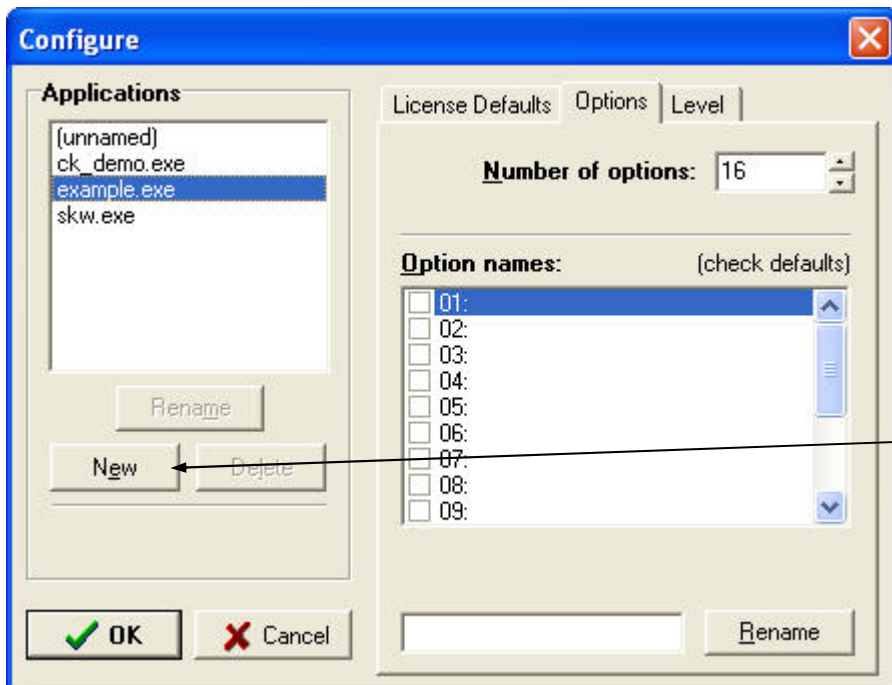 Configure
Applications
(unnamed)
ck_demo.exe
example.exe
skw.exe
Rename
New
Delete
OK
Cancel
License Defaults
Options
Level
Number of options:
16
Option names:
(check defaults)
01:
02:
03:
04:
05:
06:
07:
08:
09:
Rename